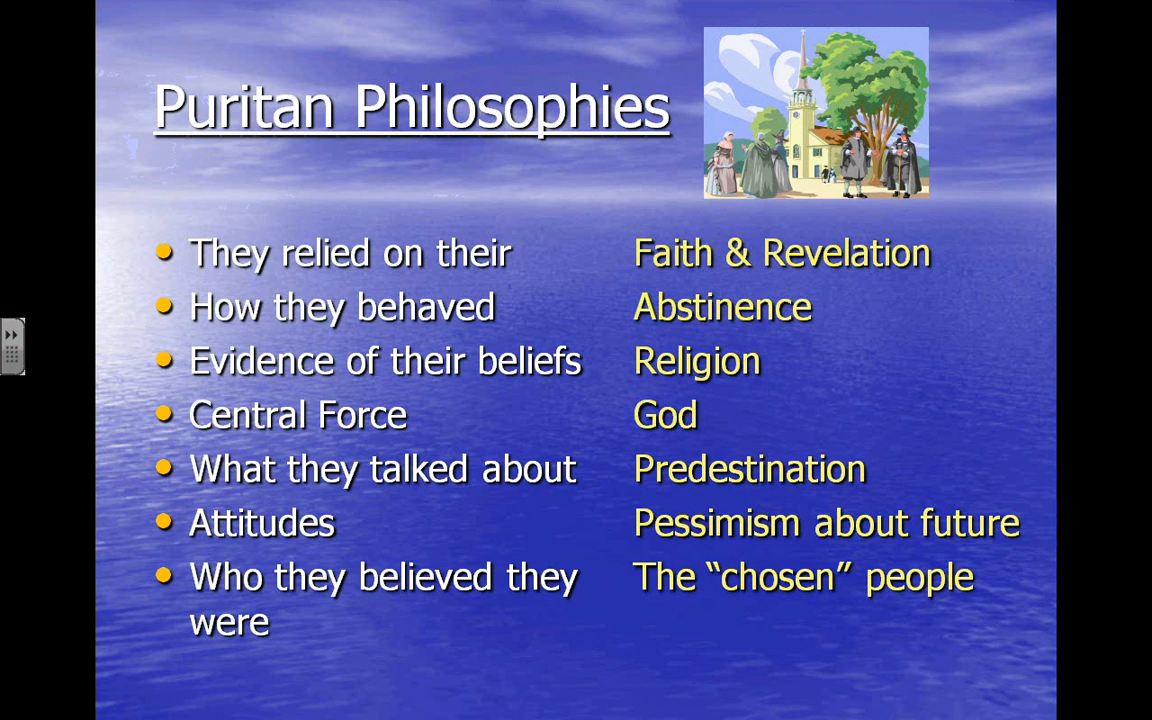 Puritan Philosophies
• They relied on their Faith & Revelation
• How they behaved Abstinence
• Evidence of their beliefs Religion
• Central Force God
• What they talked about Predestination
• Attitudes Pessimism about future
• Who they believed they The “chosen” people
were